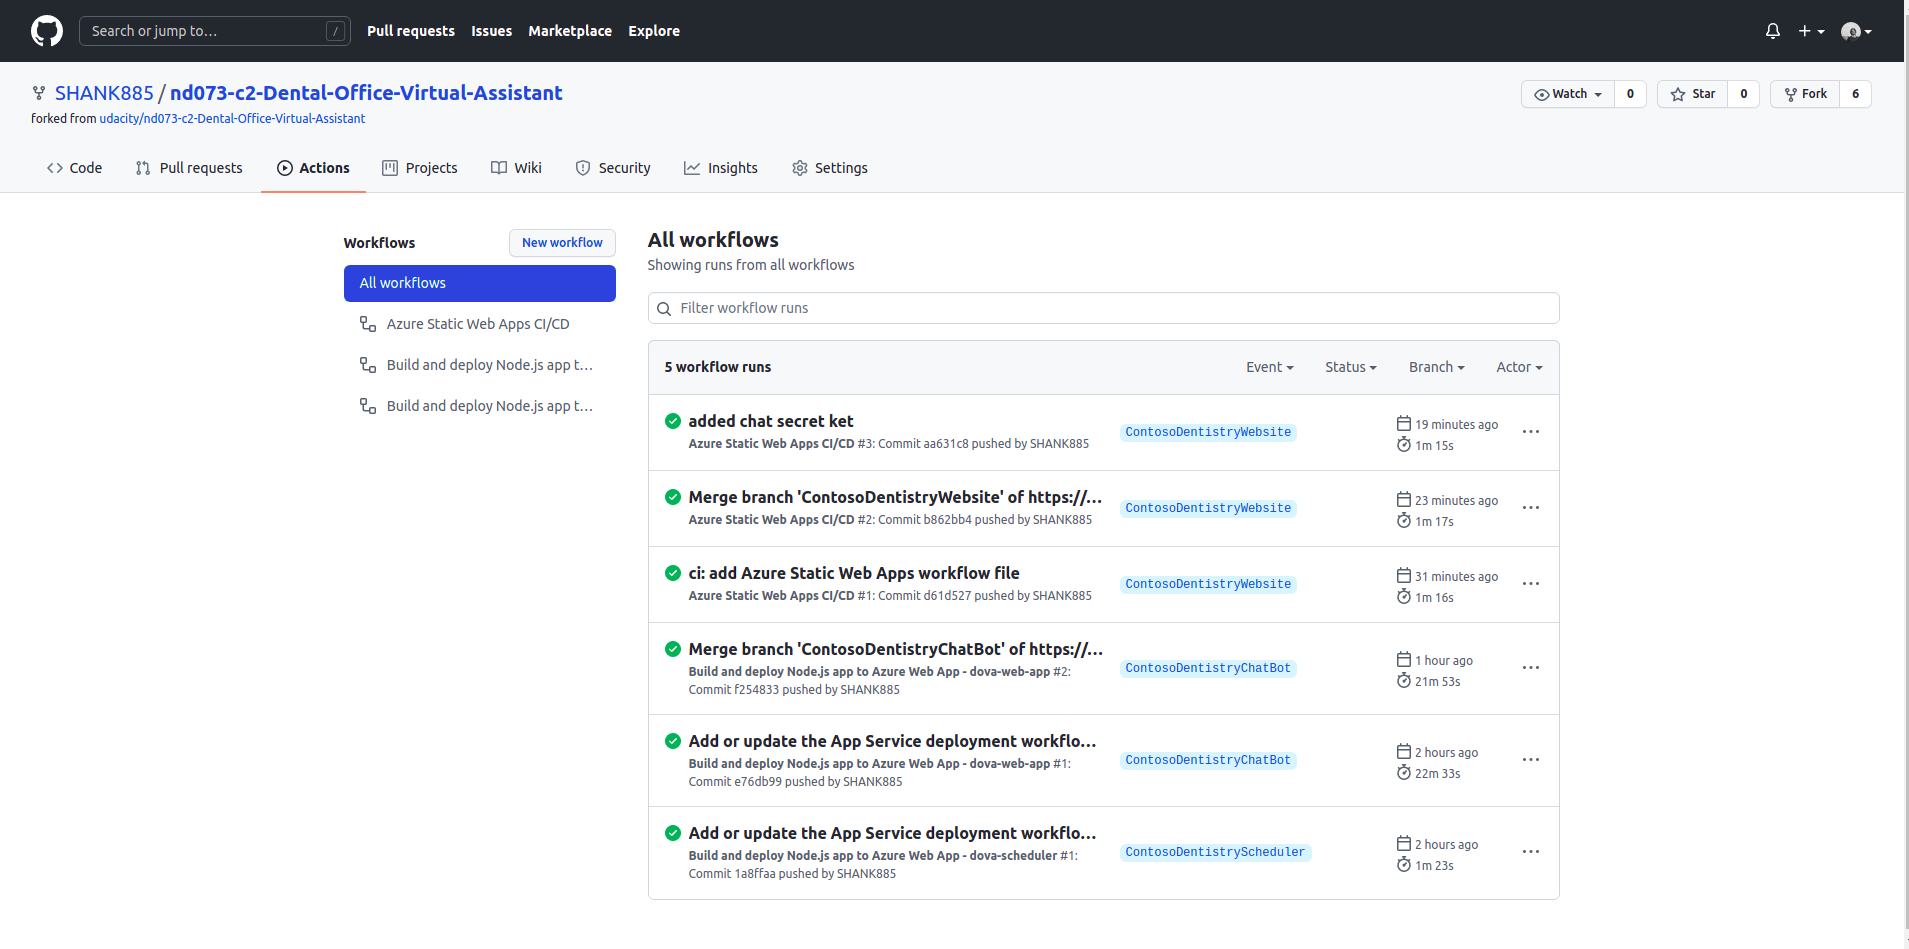 Search or jump to… /
Pull requests Issues Marketplace Explore
SHANK885 / nd073-c2-Dental-Office-Virtual-Assistant
forked from udacity/nd073-c2-Dental-Office-Virtual-Assistant
Watch 0 Star 0 Fork 6
Code Pull requests Actions Projects Wiki Security Insights Settings
Workflows
New workflow
All workflows
Azure Static Web Apps CI/CD
Build and deploy Node.js app t…
Build and deploy Node.js app t…
All workflows
Showing runs from all workflows
Filter workflow runs
5 workflow runs Event Status Branch Actor
added chat secret ket
Azure Static Web Apps CI/CD #3: Commit aa631c8 pushed by SHANK885
ContosoDentistryWebsite
19 minutes ago
1m 15s
Merge branch 'ContosoDentistryWebsite' of https://…
Azure Static Web Apps CI/CD #2: Commit b862bb4 pushed by SHANK885
ContosoDentistryWebsite
23 minutes ago
1m 17s
ci: add Azure Static Web Apps workflow file
Azure Static Web Apps CI/CD #1: Commit d61d527 pushed by SHANK885
ContosoDentistryWebsite
31 minutes ago
1m 16s
Merge branch 'ContosoDentistryChatBot' of https://…
Build and deploy Node.js app to Azure Web App - dova-web-app #2:
Commit f254833 pushed by SHANK885
ContosoDentistryChatBot
1 hour ago
21m 53s
Add or update the App Service deployment workflo…
Build and deploy Node.js app to Azure Web App - dova-web-app #1:
Commit e76db99 pushed by SHANK885
ContosoDentistryChatBot
2 hours ago
22m 33s
Add or update the App Service deployment workflo…
Build and deploy Node.js app to Azure Web App - dova-scheduler #1:
Commit 1a8ffaa pushed by SHANK885
ContosoDentistryScheduler
2 hours ago
1m 23s